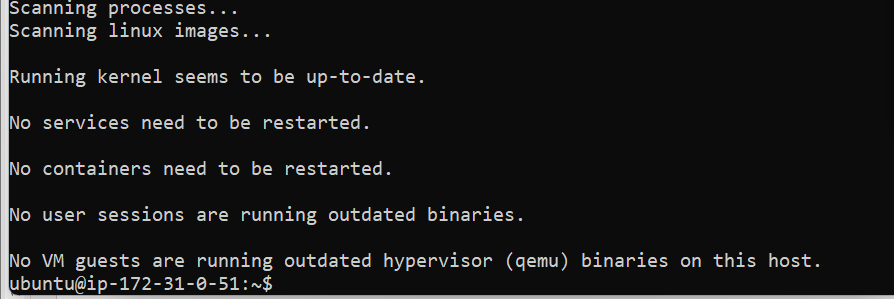 Scanning processes...
Scanning linux images...
Running kernel seems to be up-to-date.
No services need to be restarted.
No containers need to be restarted.
No user sessions are running outdated binaries.
No VM guests are running outdated hypervisor (qemu) binaries on this host.
ubuntu@ip-172-31-0-51:~$